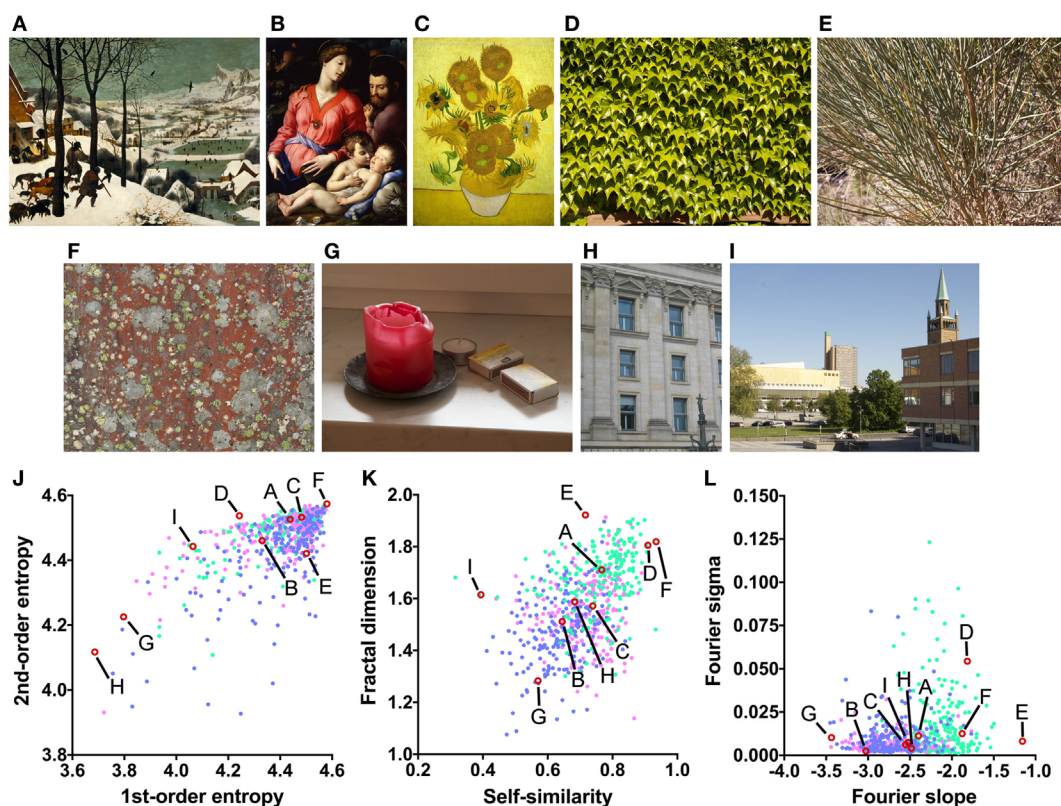 A B C D E
F G H I
J K L
4.6 F 2.0 0.150
D A C E
I A 0.125
4.4 1.8 I D F
B E 0.100
4.2 G 1.6 0.075 D
C
1.4 B H 0.050
4.0 H G A
H 1.2 I F
C E
B 0.025
G
3.8 1.0 0.000
3.6 3.8 4.0 4.2 4.4 4.6 0.2 0.4 0.6 0.8 1.0 -4.0 -3.5 -3.0 -2.5 -2.0 -1.5 -1.0
2nd-order entropy
1st-order entropy
Fractal dimension
Self-similarity
Fourier sigma
Fourier slope